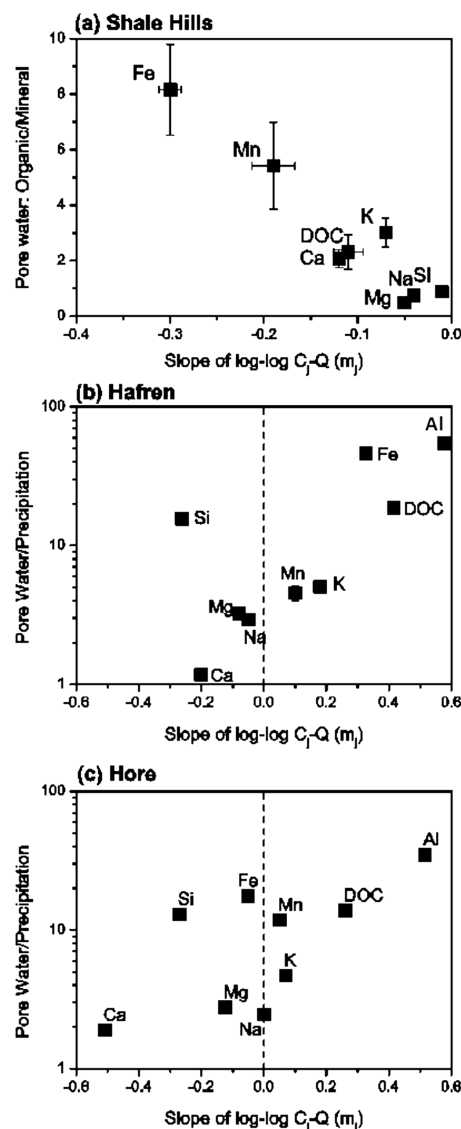 (a) Shale Hills
Pore water: Organic/Mineral
10
8
6
4
2
0
Fe
Mn
K
DOC
Ca
Na
SI
Mg
-0.4
-0.3
-0.2
-0.1
0.0
Slope of log-log Cj-Q (mj)
(b) Hafren
Pore Water/Precipitation
100
10
1
Al
Fe
DOC
Si
Mn
K
Mg
Na
Ca
-0.6
-0.4
-0.2
0.0
0.2
0.4
0.6
Slope of log-log Cj-Q (mj)
(c) Hore
Pore Water/Precipitation
100
10
1
Al
Fe
Si
DOC
Mn
K
Mg
Na
Ca
-0.6
-0.4
-0.2
0.0
0.2
0.4
0.6
Slope of log-log Cj-Q (mj)